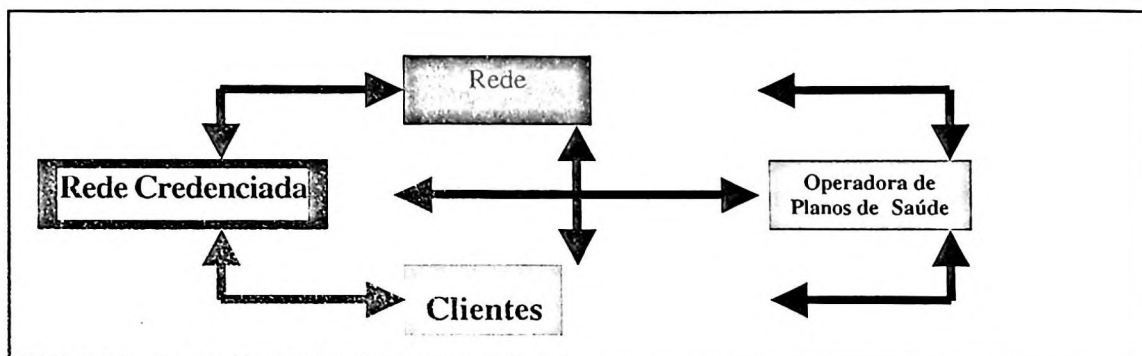 Rede
Rede Credenciada
Operadora de
Planos de Saúde
Clientes